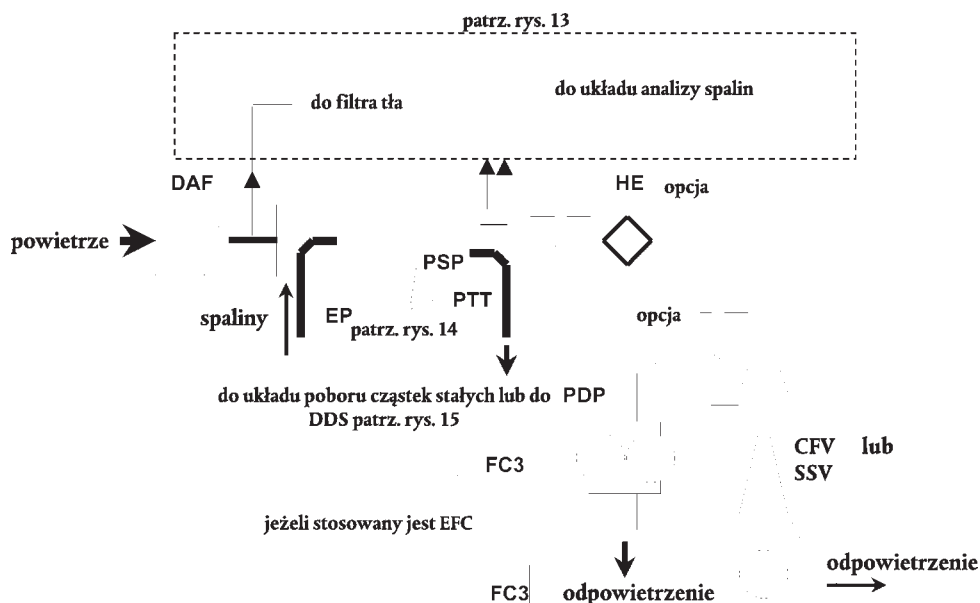 patrz. rys. 13
do filtra tła
do układu analizy spalin
DAF
HE opcja
powietrze
PSP
PTT
spaliny
EP
patrz. rys. 14
opcja
do układu poboru cząstek stałych lub do
DDS patrz. rys. 15
PDP
CFV lub
SSV
FC3
jeżeli stosowany jest EFC
odpowietrzenie
FC3
odpowietrzenie